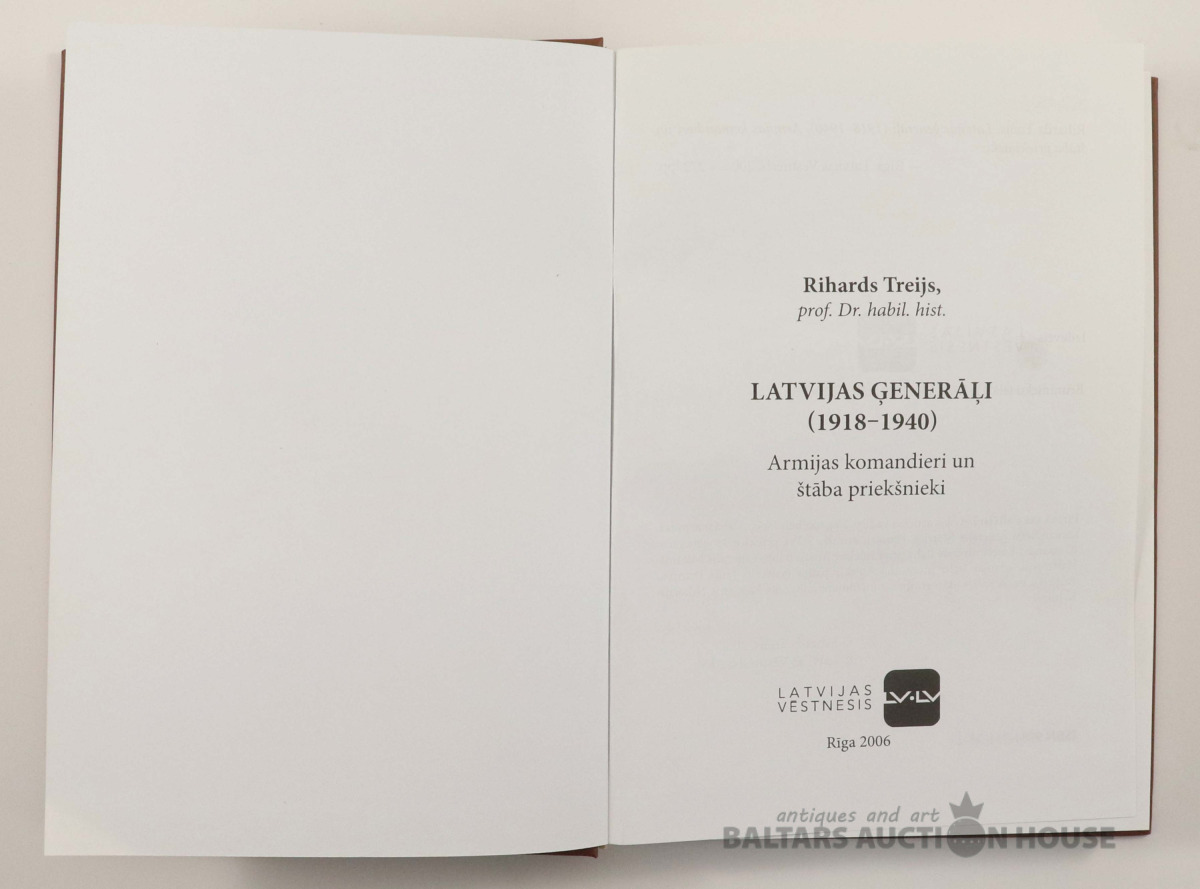 Rihards Treijs,
prof. Dr. habil. hist.
LATVIJAS ĢENERĀĻI
(1918–1940)
Armijas komandieri un
štāba priekšnieki
LATVIJAS
VĒSTNESIS
LV·LV
Rīga 2006
antiques and art
BALTARS AUCTION HOUSE